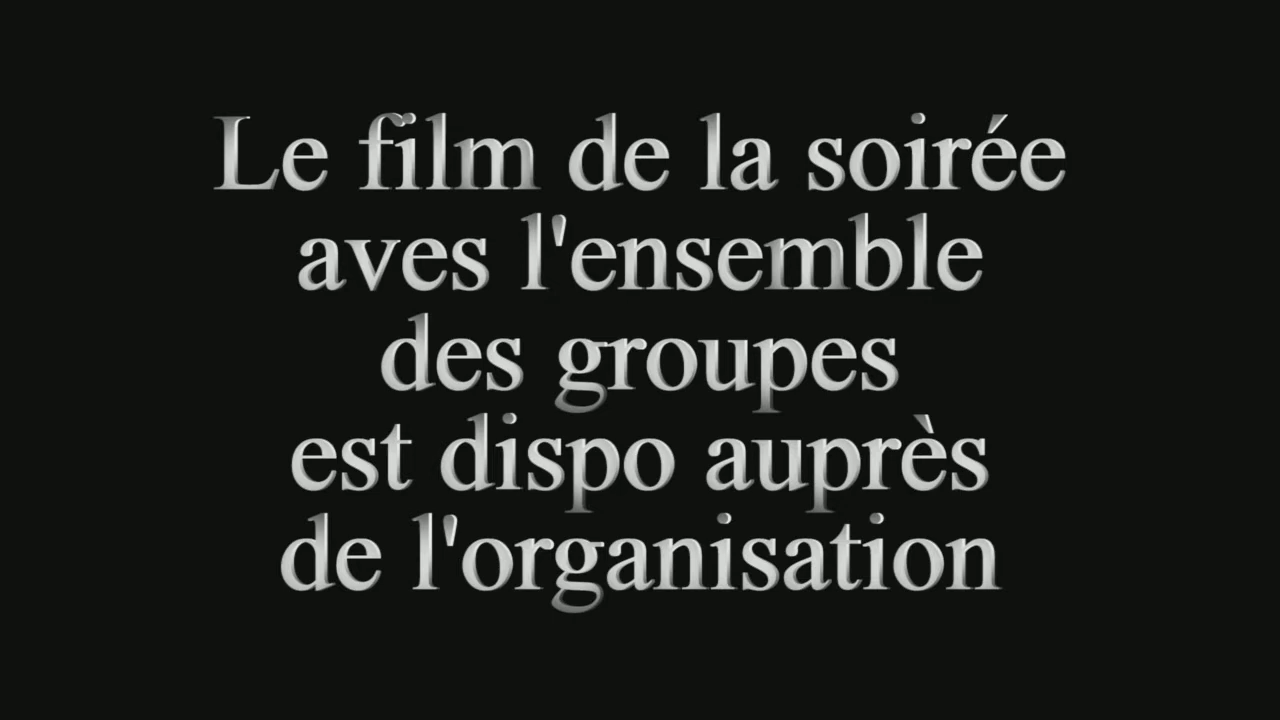 Le film de la soirée
aves l'ensemble
des groupes
est dispo auprès
de l'organisation